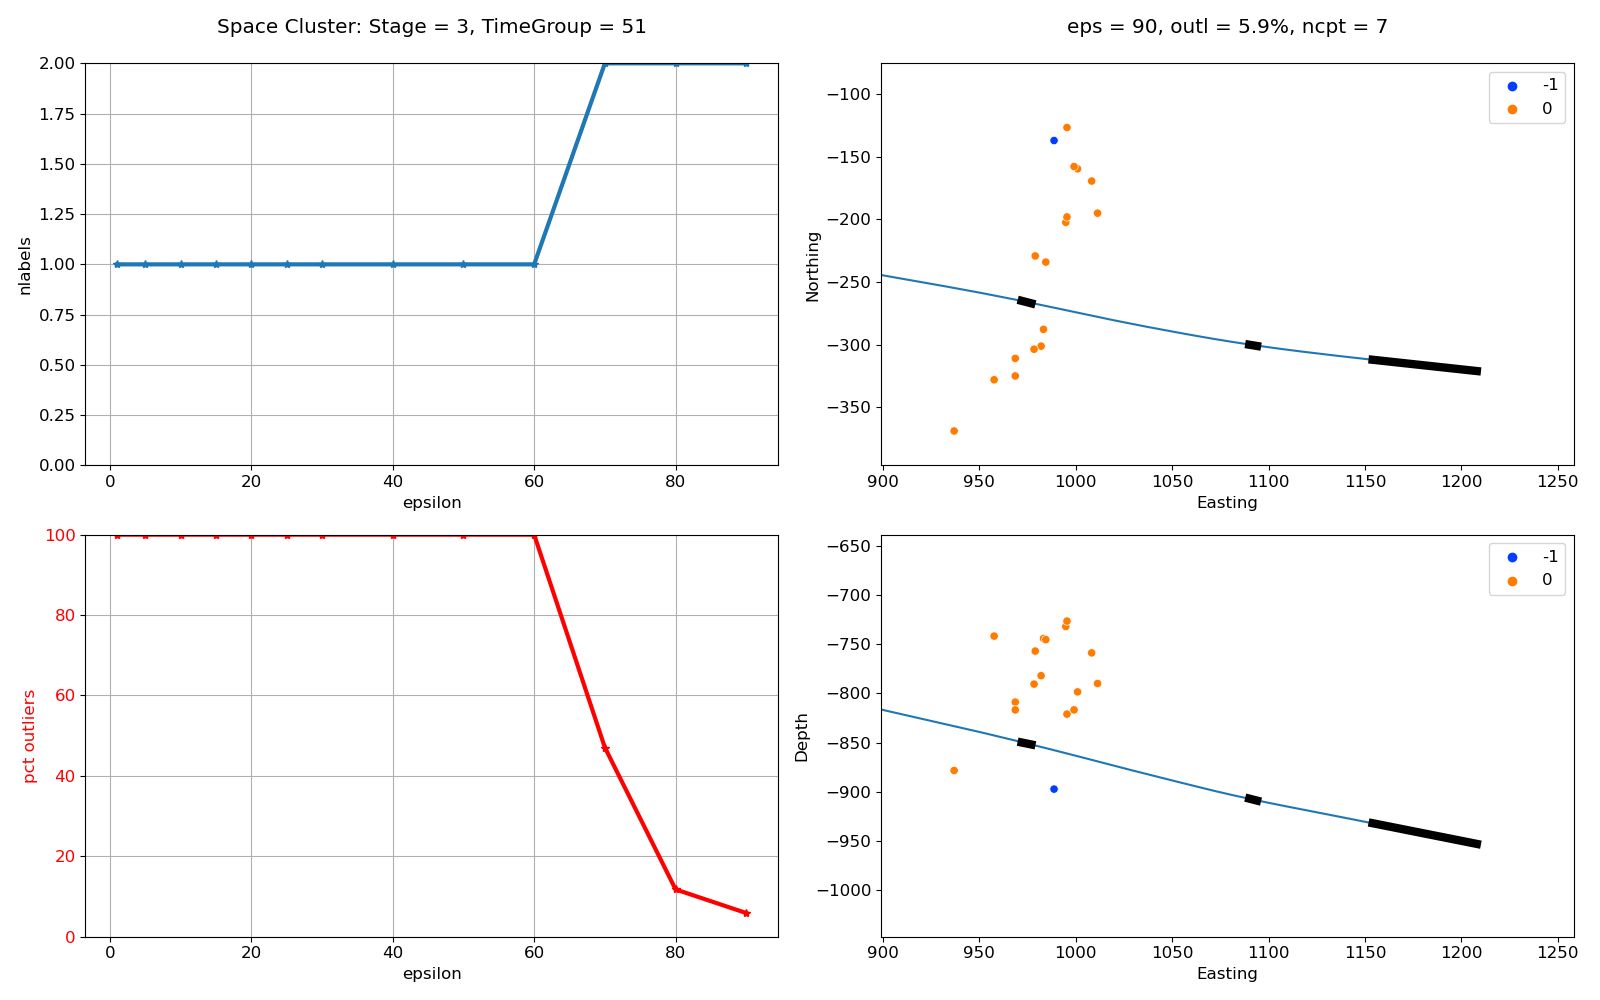 Space Cluster: Stage = 3, TimeGroup = 51
2.00
1.75
1.50
1.25
1.00
0.75
0.50
0.25
0.00
nlabels
0 20 40 60 80
epsilon
eps = 90, outl = 5.9%, ncpt = 7
-1
0
−100
−150
−200
−250
−300
−350
Northing
900 950 1000 1050 1100 1150 1200 1250
Easting
100
80
60
40
20
0
pct outliers
0 20 40 60 80
epsilon
-1
0
−650
−700
−750
−800
−850
−900
−950
−1000
Depth
900 950 1000 1050 1100 1150 1200 1250
Easting